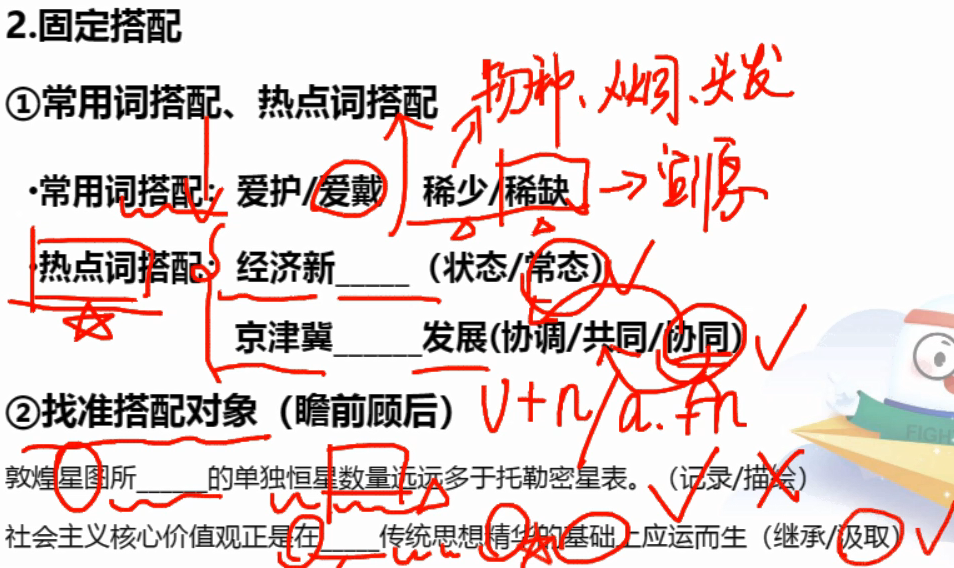 2.固定搭配
①常用词搭配、热点词搭配
物种、人烟、头发
·常用词搭配：爱护/爱戴 稀少/稀缺 → 资源
·热点词搭配：经济新_____（状态/常态）
京津冀______发展(协调/共同/协同)
②找准搭配对象（瞻前顾后） V+n/a.+n
敦煌星图所_____的单独恒星数量远远多于托勒密星表。（记录/描绘）
社会主义核心价值观正是在____传统思想精华的基础上应运而生（继承/汲取）
FIGH